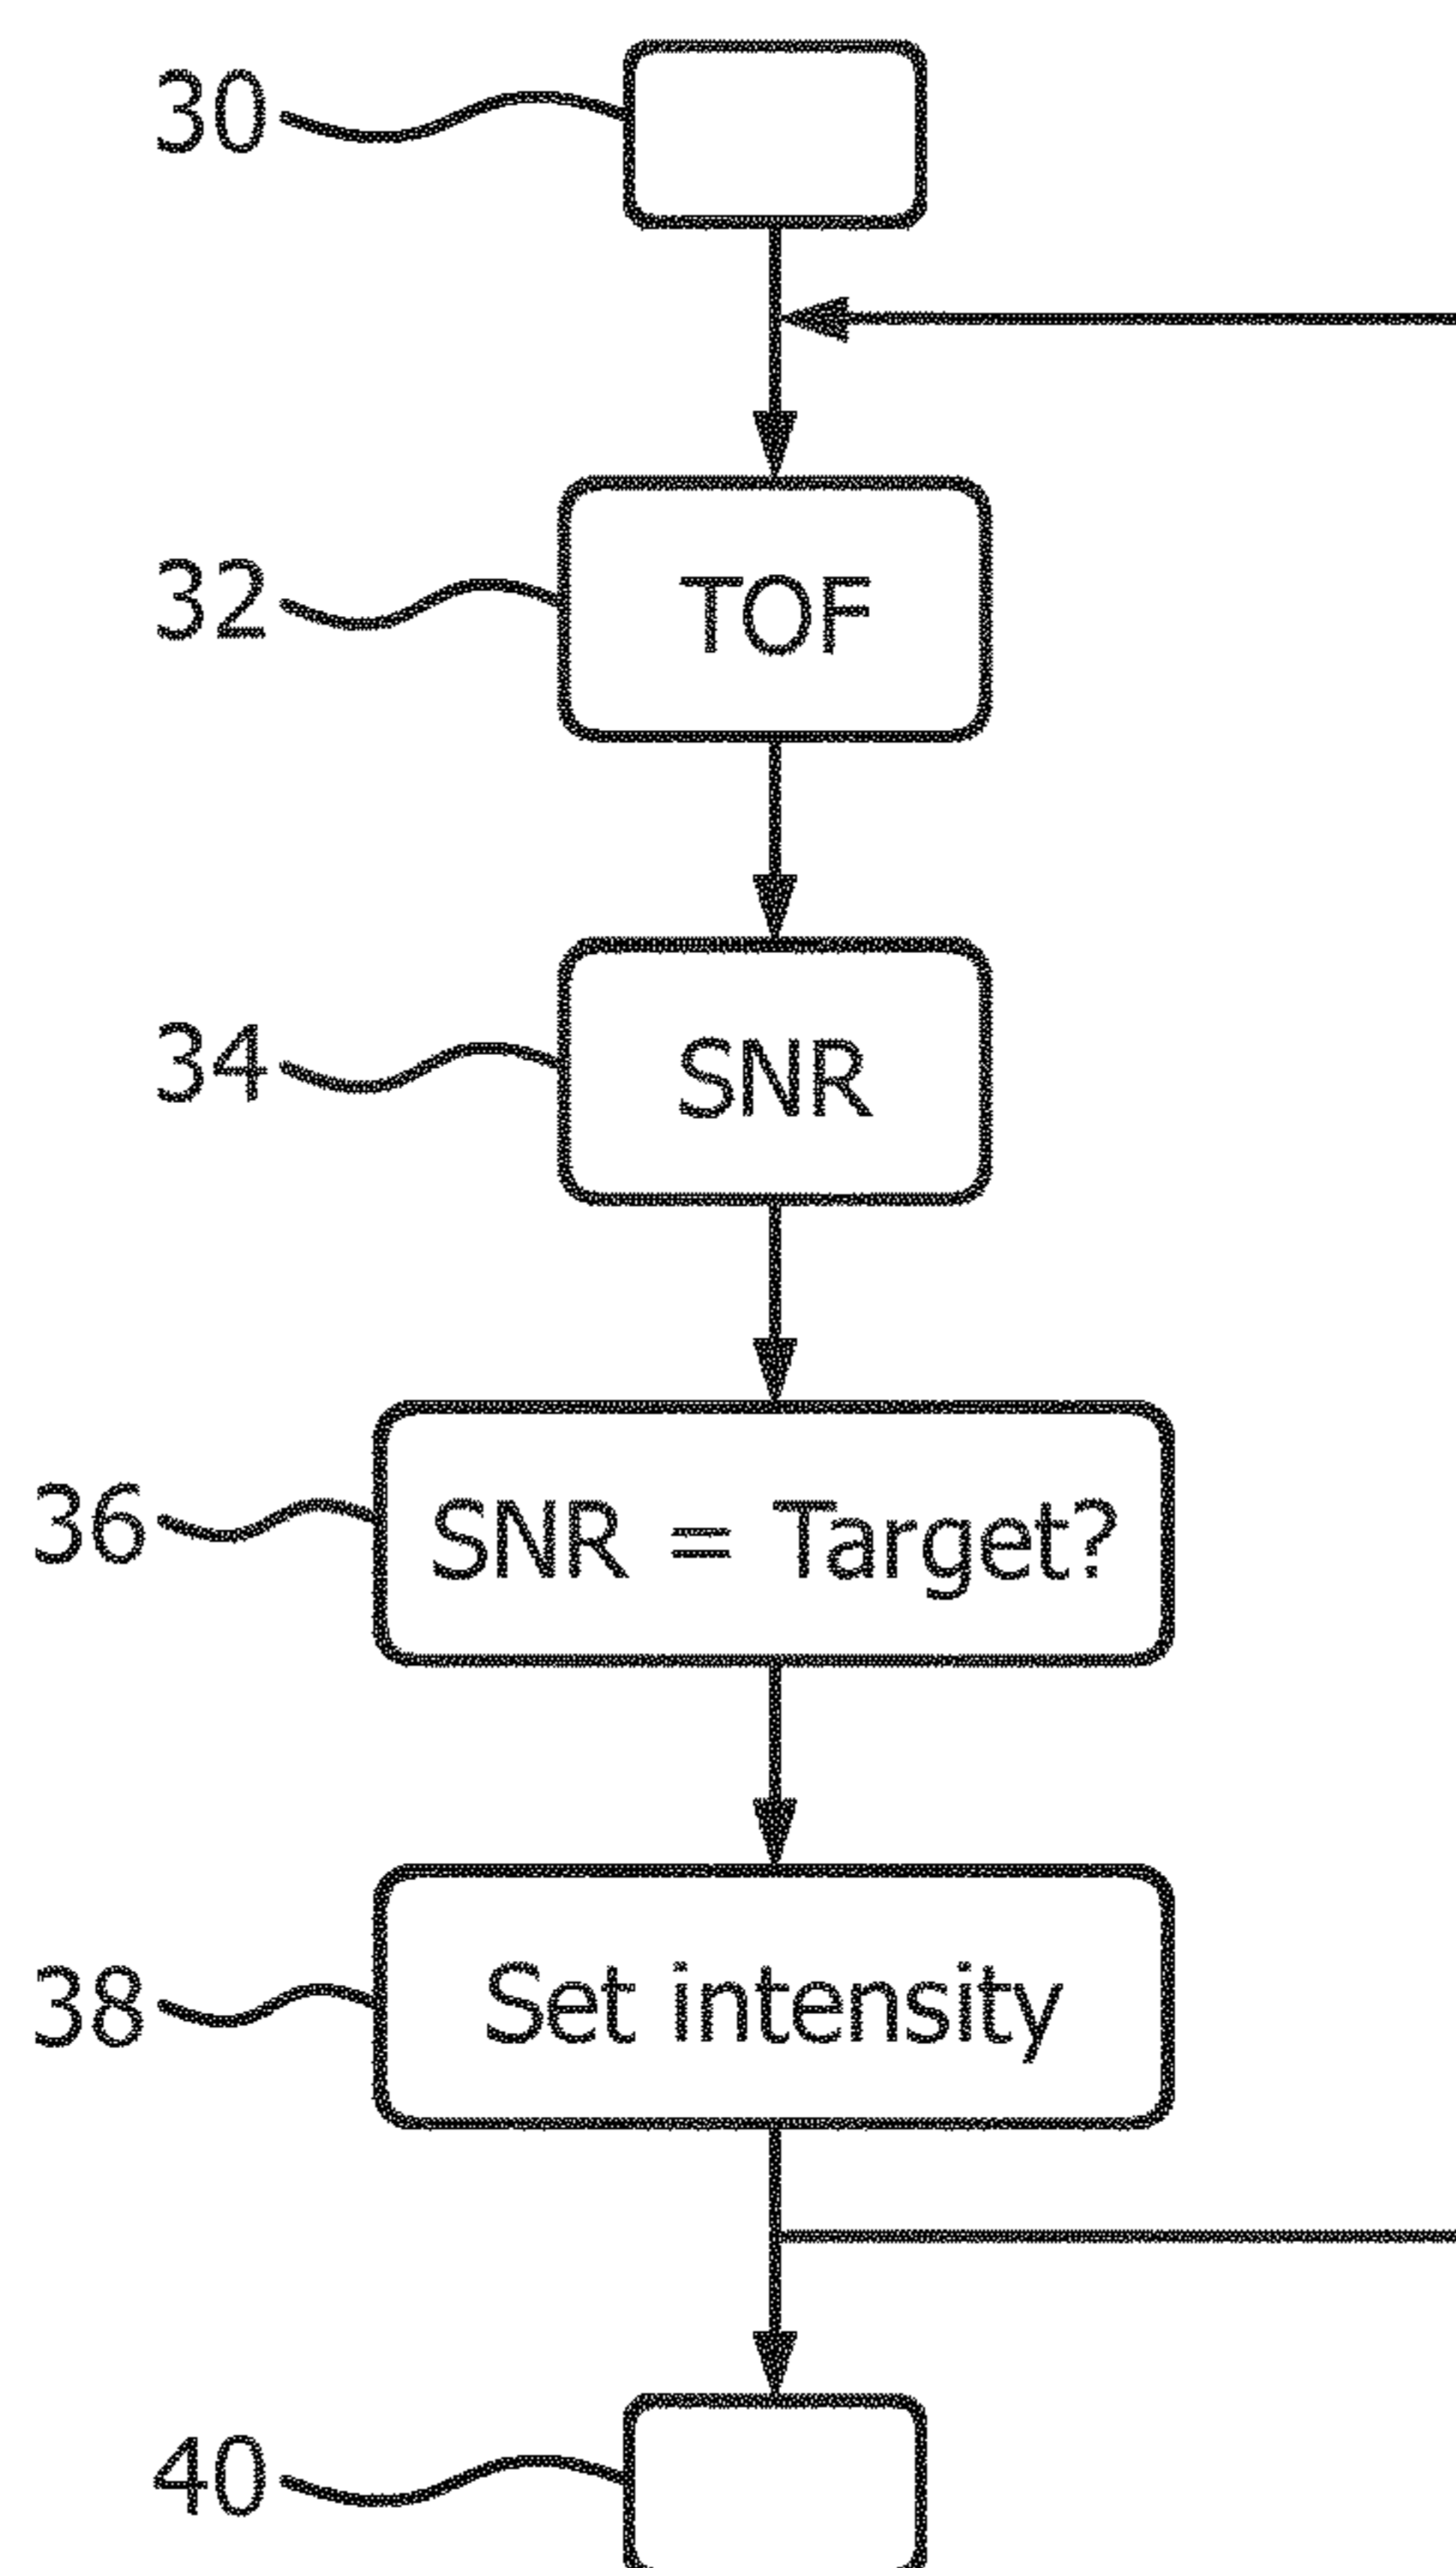 30
32
TOF
34
SNR
36
SNR = Target?
38
Set intensity
40